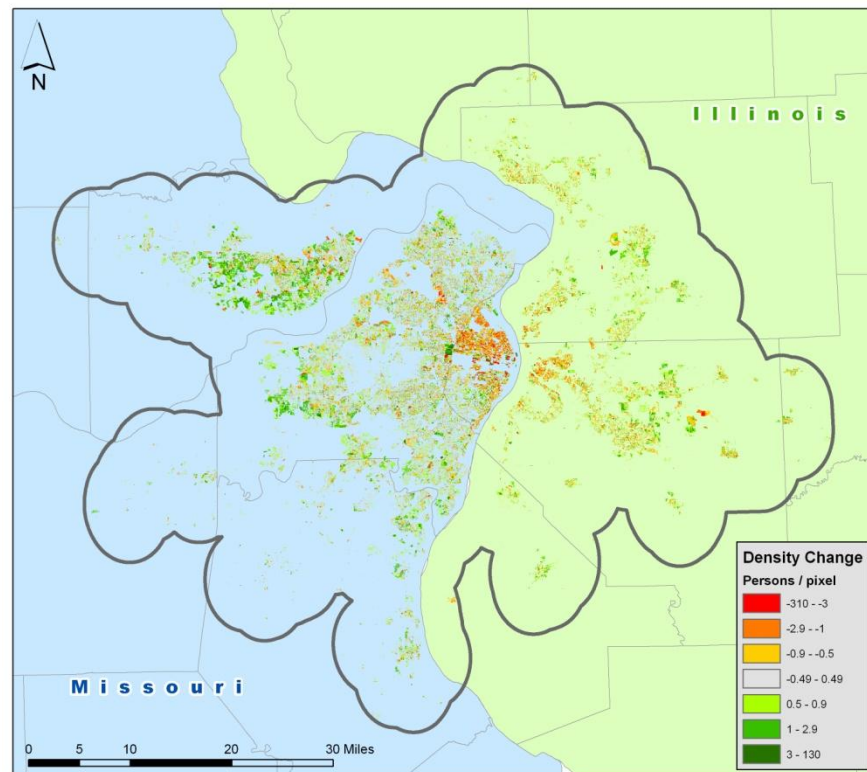 N
Illinois
Missouri
0 5 10 20 30 Miles
Density Change
Persons / pixel
-310 - -3
-2.9 - -1
-0.9 - -0.5
-0.49 - 0.49
0.5 - 0.9
1 - 2.9
3 - 130